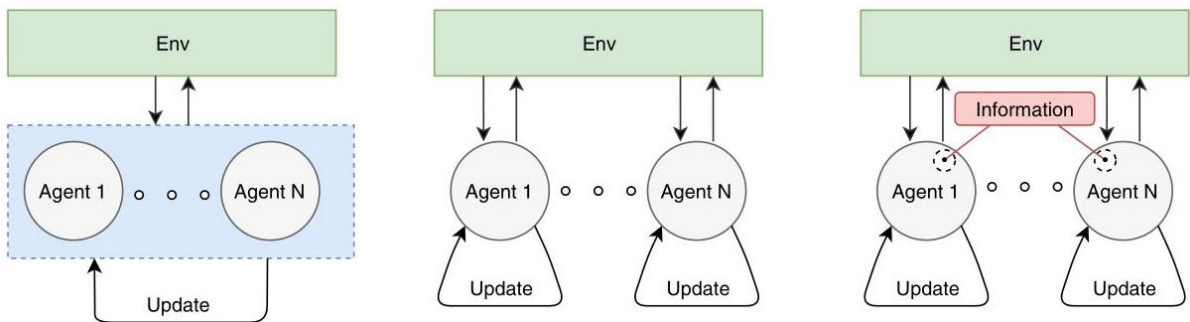 Env
Agent 1
Agent N
Update
Env
Agent 1
Agent N
Update
Update
Env
Information
Agent 1
Agent N
Update
Update